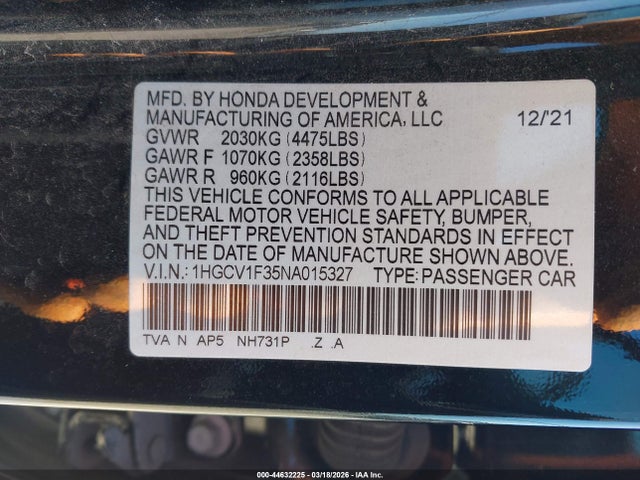 MFD. BY HONDA DEVELOPMENT &
MANUFACTURING OF AMERICA, LLC 12/'21
GVWR 2030KG (4475LBS)
GAWR F 1070KG (2358LBS)
GAWR R 960KG (2116LBS)
THIS VEHICLE CONFORMS TO ALL APPLICABLE
FEDERAL MOTOR VEHICLE SAFETY, BUMPER,
AND THEFT PREVENTION STANDARDS IN EFFECT
ON THE DATE OF MANUFACTURE SHOWN ABOVE.
V.I.N.: 1HGCV1F35NA015327 TYPE: PASSENGER CAR
TVA N AP5 NH731P .Z .A
000-44632225 - 03/18/2026 - IAA Inc.